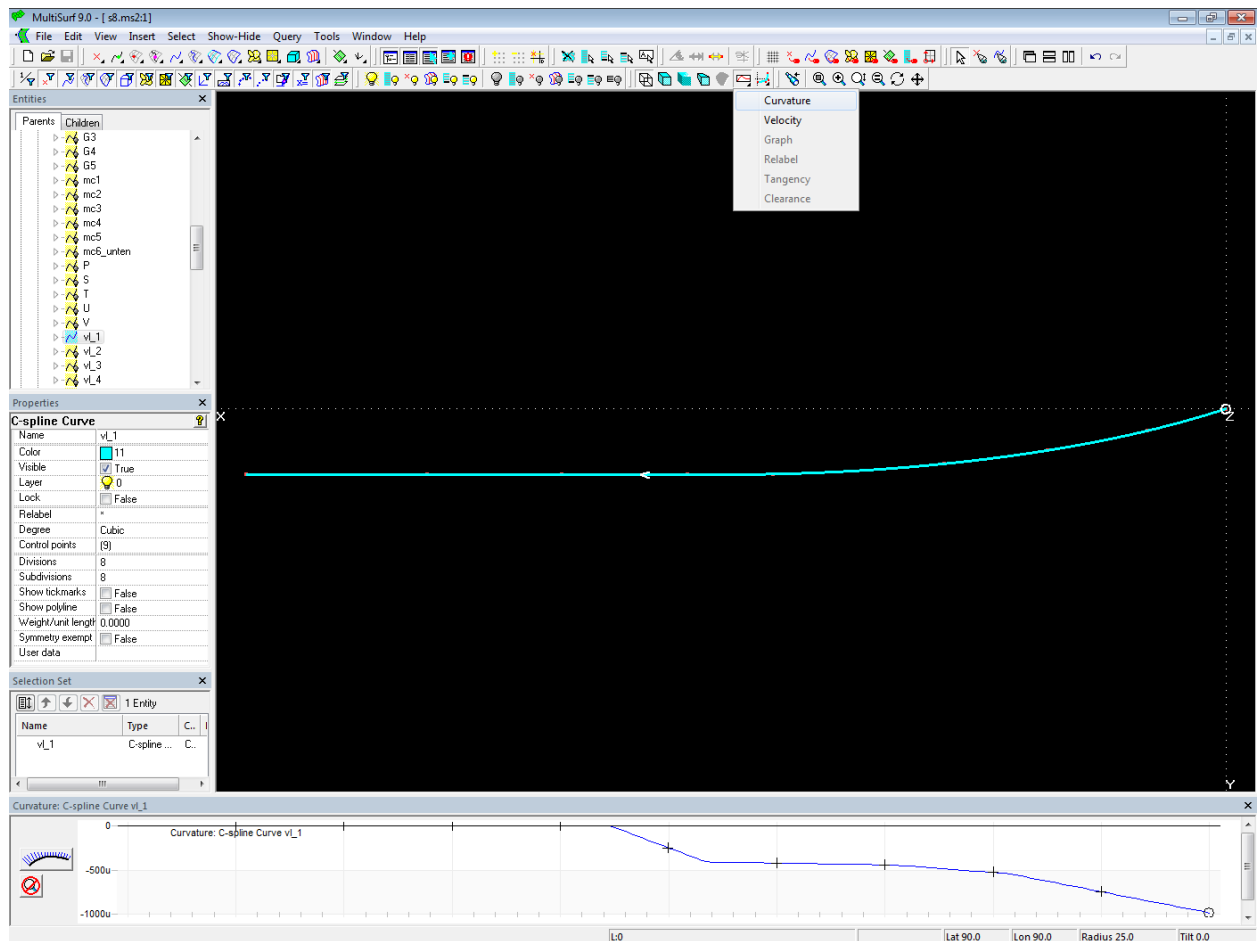 MultiSurf 9.0 - [ s8.ms2:1]
File Edit View Insert Select Show-Hide Query Tools Window Help
Entities
Parents Children
G3
G4
G5
mc1
mc2
mc3
mc4
mc5
mc6_unten
P
S
T
U
V
vl_1
vl_2
vl_3
vl_4
Curvature
Velocity
Graph
Relabel
Tangency
Clearance
X
Z
Y
Properties
C-spline Curve
Name vl_1
Color 11
Visible True
Layer 0
Lock False
Relabel *
Degree Cubic
Control points (9)
Divisions 8
Subdivisions 8
Show tickmarks False
Show polyline False
Weight/unit length 0.0000
Symmetry exempt False
User data
Selection Set
1 Entity
Name Type C..
vl_1 C-spline ... C..
Curvature: C-spline Curve vl_1
0
Curvature: C-spline Curve vl_1
-500u
-1000u
L:0 Lat 90.0 Lon 90.0 Radius 25.0 Tilt 0.0